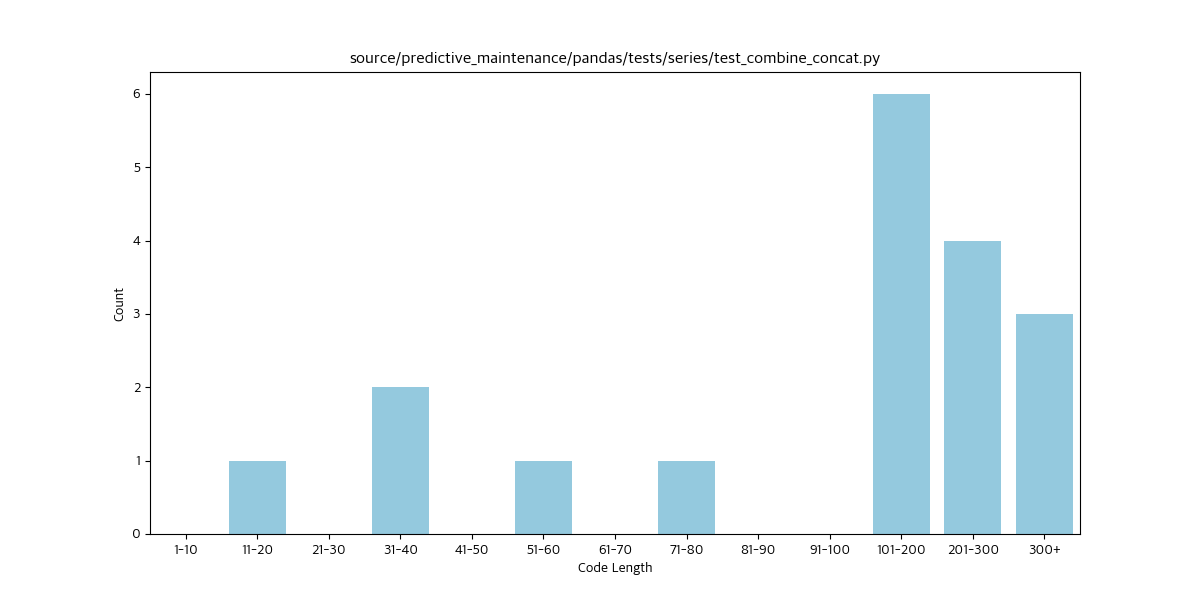 source/predictive_maintenance/pandas/tests/series/test_combine_concat.py
6
5
4
3
2
1
0
Count
1-10 11-20 21-30 31-40 41-50 51-60 61-70 71-80 81-90 91-100 101-200 201-300 300+
Code Length